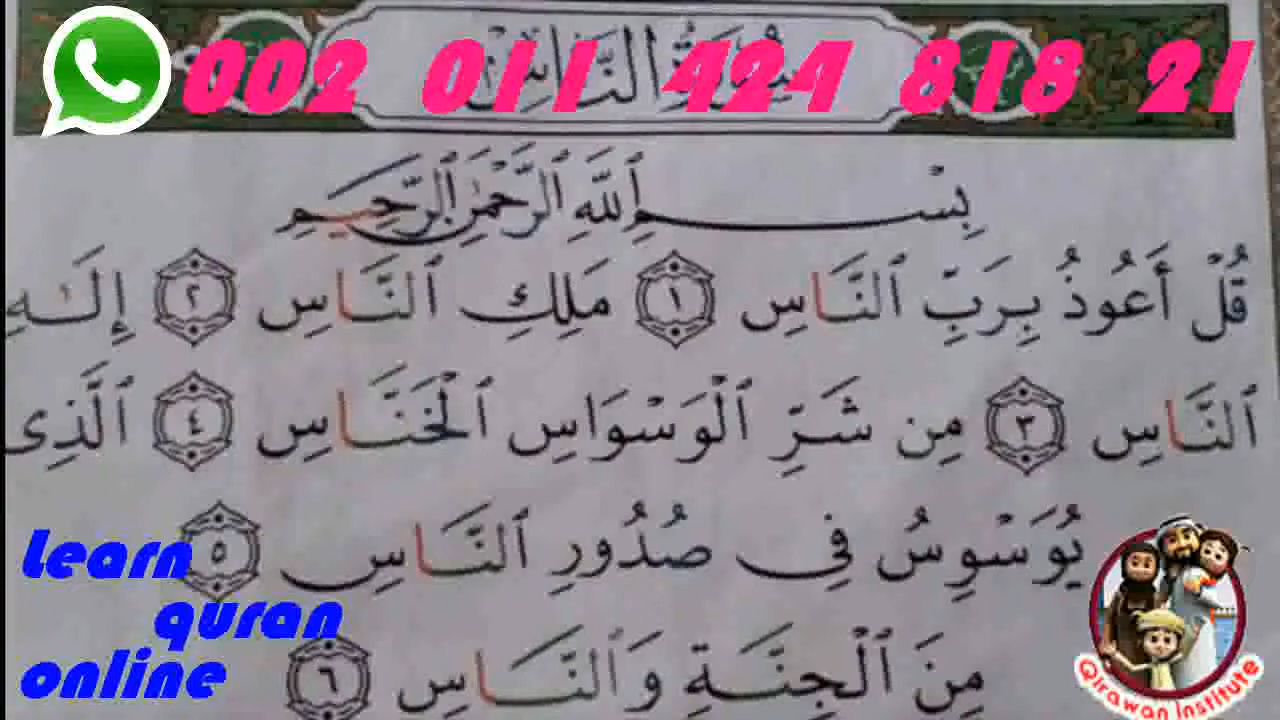 002 011 424 818 21
سُورَةُ النَّاسِ
بِسْمِ ٱللَّهِ ٱلرَّحْمَٰنِ ٱلرَّحِيمِ
قُلْ أَعُوذُ بِرَبِّ ٱلنَّاسِ ١ مَلِكِ ٱلنَّاسِ ٢ إِلَٰهِ
ٱلنَّاسِ ٣ مِن شَرِّ ٱلْوَسْوَاسِ ٱلْخَنَّاسِ ٤ ٱلَّذِى
يُوَسْوِسُ فِى صُدُورِ ٱلنَّاسِ ٥
مِنَ ٱلْجِنَّةِ وَٱلنَّاسِ ٦
Learn
quran
online
Qirawan Institute